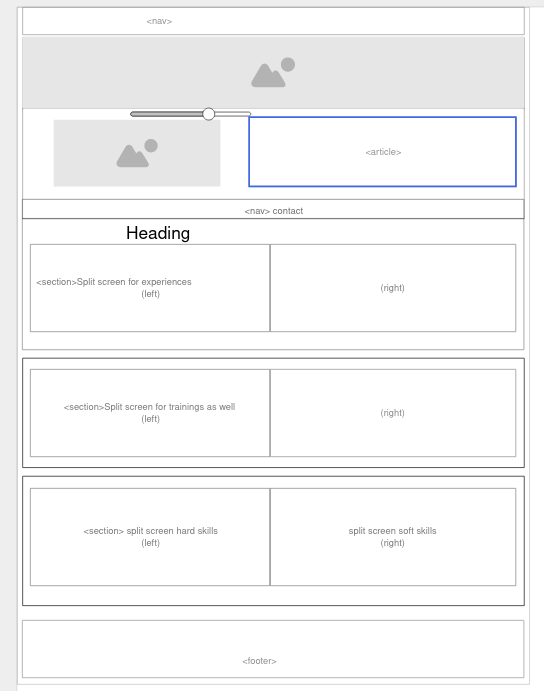 <nav>
<article>
<nav> contact
Heading
<section>Split screen for experiences
(left)
(right)
<section>Split screen for trainings as well
(left)
(right)
<section> split screen hard skills
(left)
split screen soft skills
(right)
<footer>